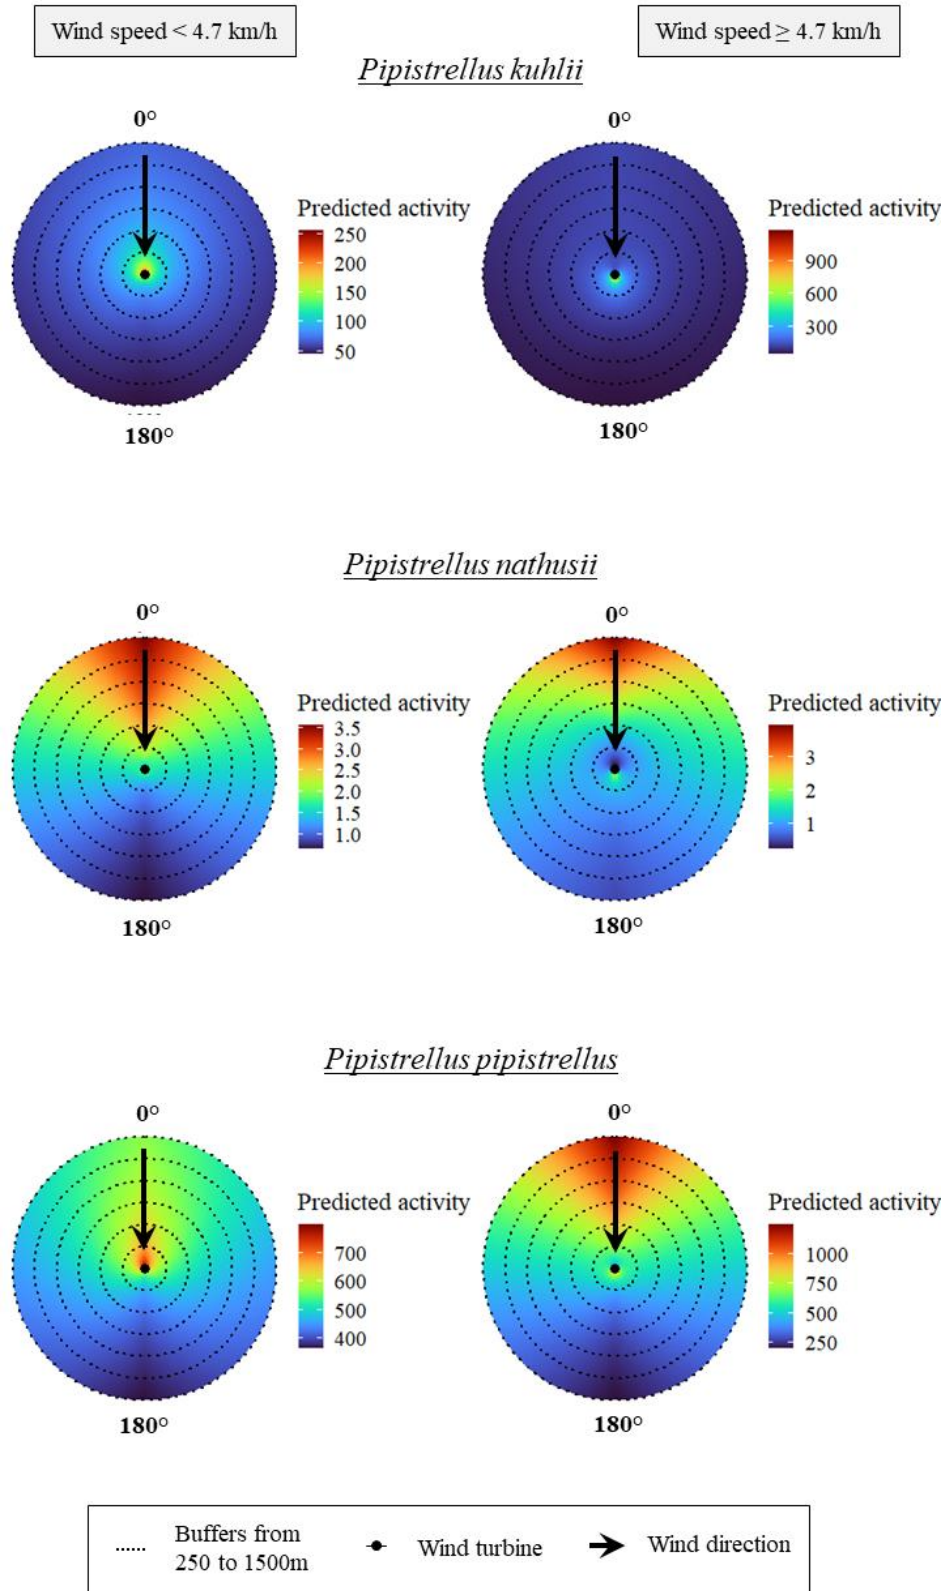 Wind speed < 4.7 km/h
Wind speed ≥ 4.7 km/h
Pipistrellus kuhlii
0°
0°
Predicted activity
250
200
150
100
50
Predicted activity
900
600
300
180°
180°
Pipistrellus nathusii
0°
0°
Predicted activity
3.5
3.0
2.5
2.0
1.5
1.0
Predicted activity
3
2
1
180°
180°
Pipistrellus pipistrellus
0°
0°
Predicted activity
700
600
500
400
Predicted activity
1000
750
500
250
180°
180°
Buffers from
250 to 1500m
Wind turbine
Wind direction